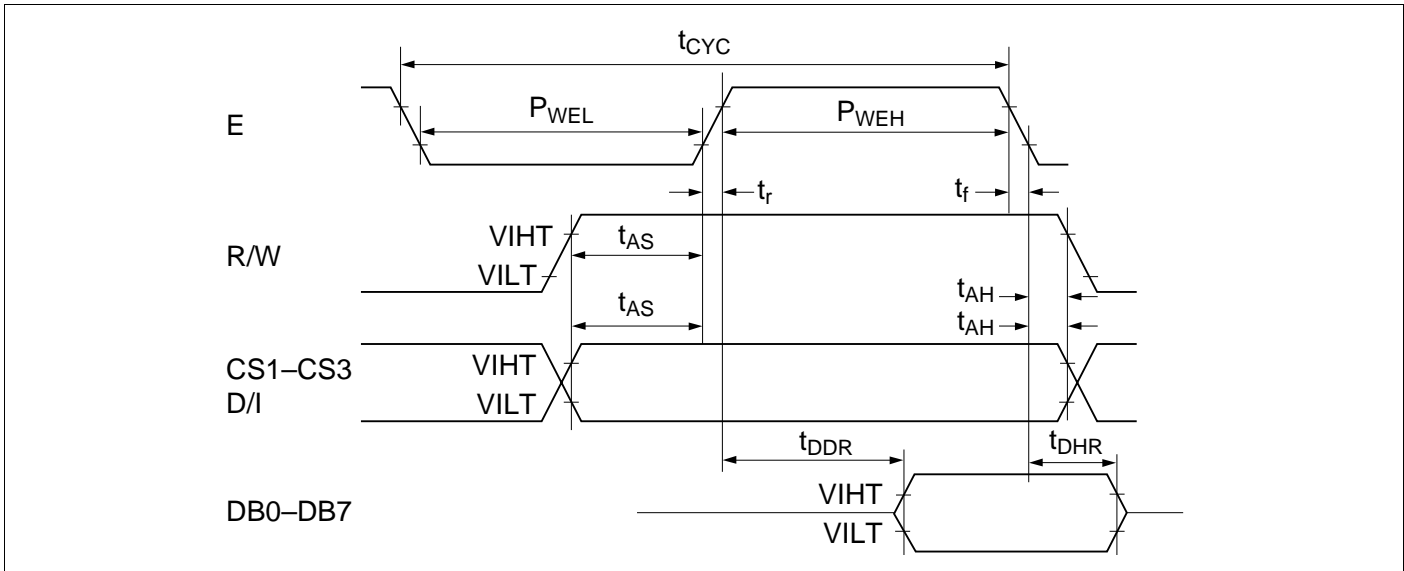 tCYC
E
PWEL
PWEH
tr
tf
R/W
VIHT
VILT
tAS
tAH
tAS
tAH
CS1–CS3
D/I
VIHT
VILT
tDDR
tDHR
DB0–DB7
VIHT
VILT